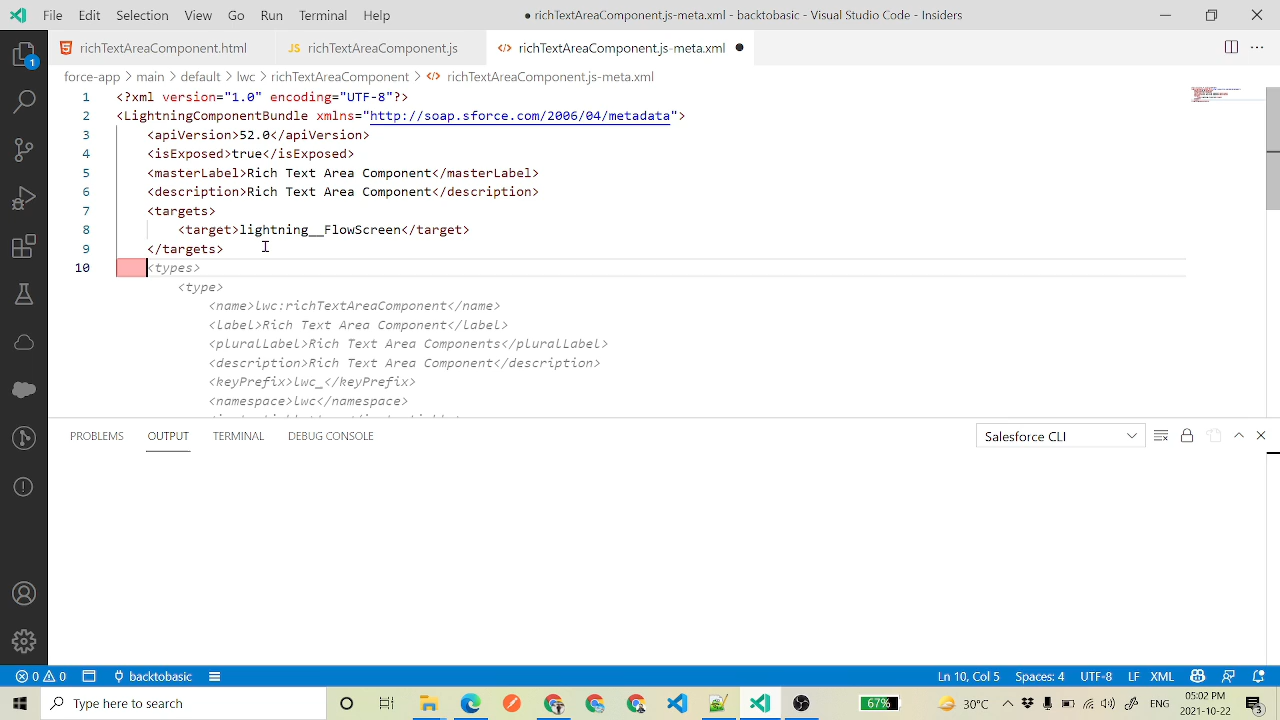 File Edit Selection View Go Run Terminal Help
● richTextAreaComponent.js-meta.xml - backtobasic - Visual Studio Code - Insiders
richTextAreaComponent.html
JS richTextAreaComponent.js
richTextAreaComponent.js-meta.xml
force-app > main > default > lwc > richTextAreaComponent > richTextAreaComponent.js-meta.xml
1 <?xml version="1.0" encoding="UTF-8"?>
2 <LightningComponentBundle xmlns="http://soap.sforce.com/2006/04/metadata">
3 <apiVersion>52.0</apiVersion>
4 <isExposed>true</isExposed>
5 <masterLabel>Rich Text Area Component</masterLabel>
6 <description>Rich Text Area Component</description>
7 <targets>
8 <target>lightning__FlowScreen</target>
9 </targets>
10 <types>
<type>
<name>lwc:richTextAreaComponent</name>
<label>Rich Text Area Component</label>
<pluralLabel>Rich Text Area Components</pluralLabel>
<description>Rich Text Area Component</description>
<keyPrefix>lwc_</keyPrefix>
<namespace>lwc</namespace>
1
PROBLEMS OUTPUT TERMINAL DEBUG CONSOLE
Salesforce CLI
0 0 backtobasic
Ln 10, Col 5 Spaces: 4 UTF-8 LF XML
Type here to search
67%
30°C
ENG
05:02 PM
2021-10-22
3